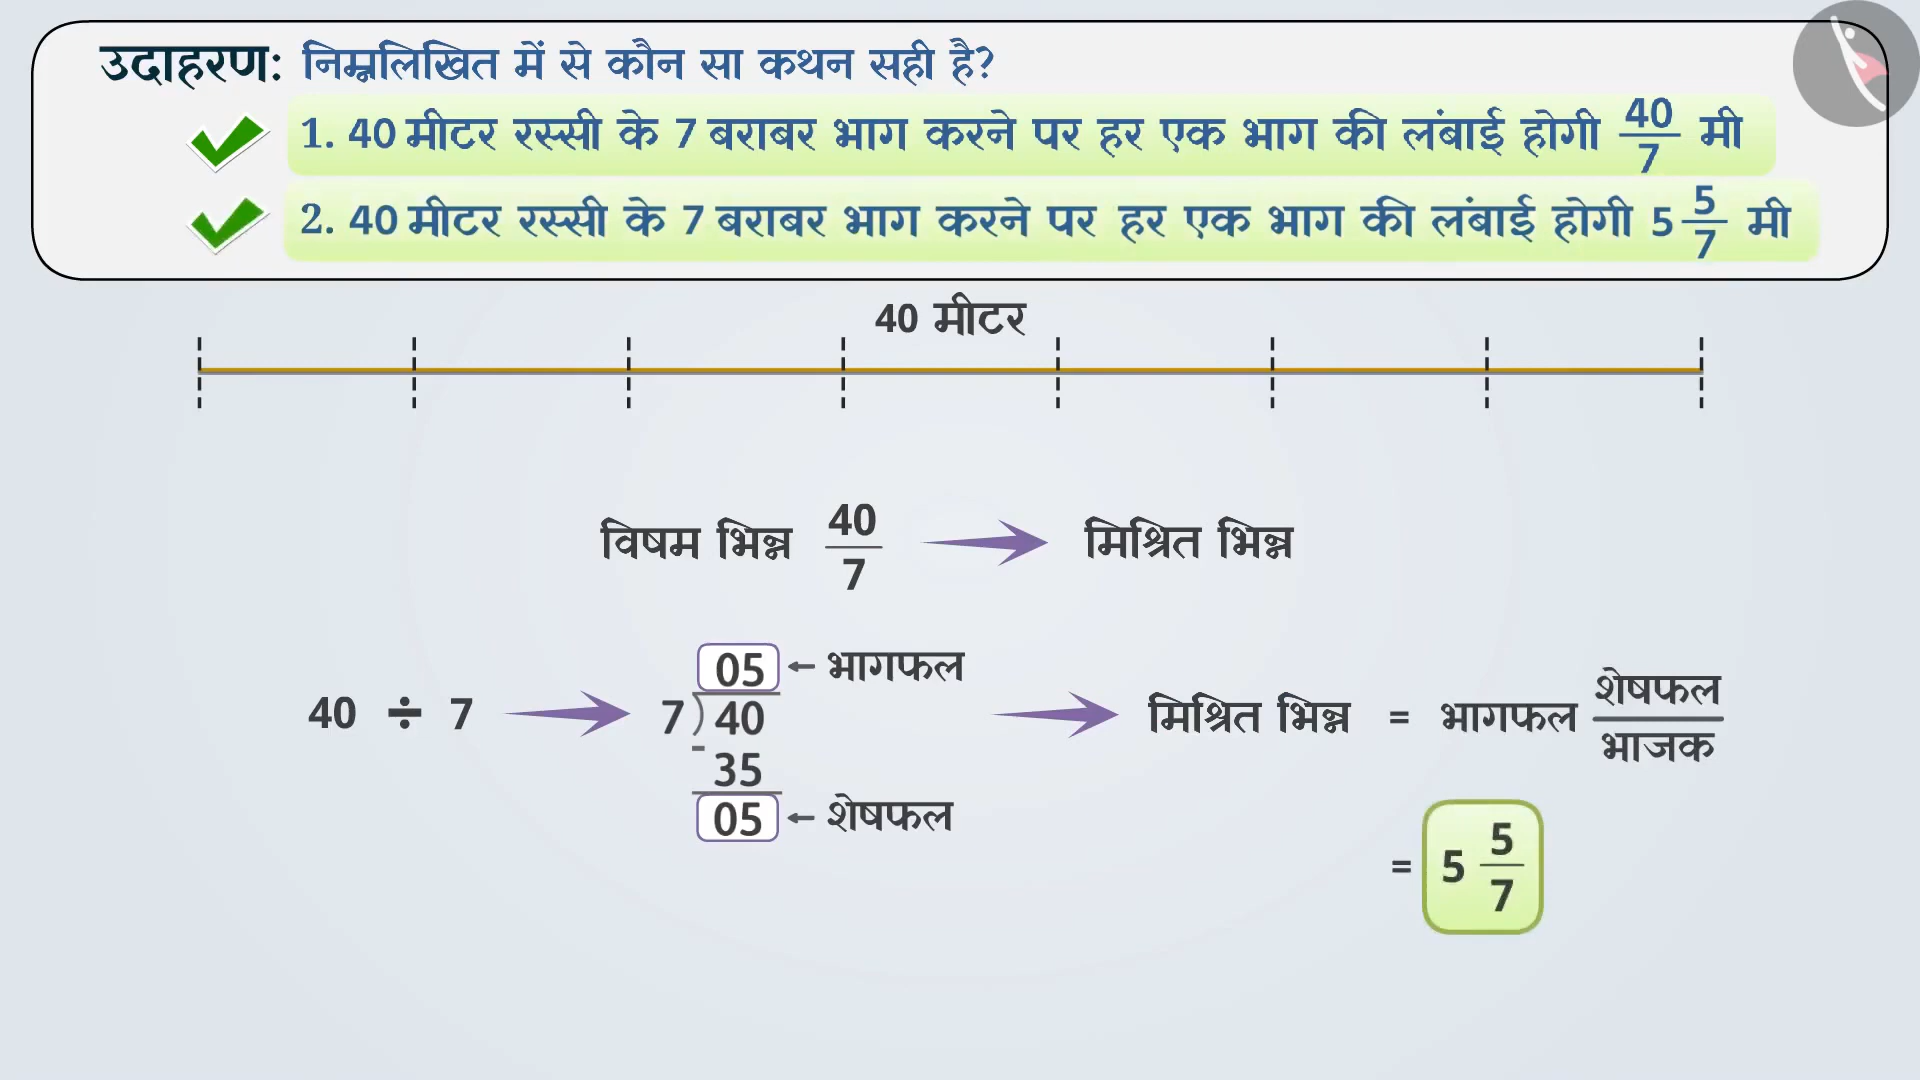 उदाहरण: निम्नलिखित में से कौन सा कथन सही है?
1. 40 मीटर रस्सी के 7 बराबर भाग करने पर हर एक भाग की लंबाई होगी 40/7 मी
2. 40 मीटर रस्सी के 7 बराबर भाग करने पर हर एक भाग की लंबाई होगी 5 5/7 मी
40 मीटर
विषम भिन्न 40/7 मिश्रित भिन्न
05 ← भागफल
40 ÷ 7 7) 40
- 35
05 ← शेषफल
मिश्रित भिन्न = भागफल शेषफल/भाजक
= 5 5/7